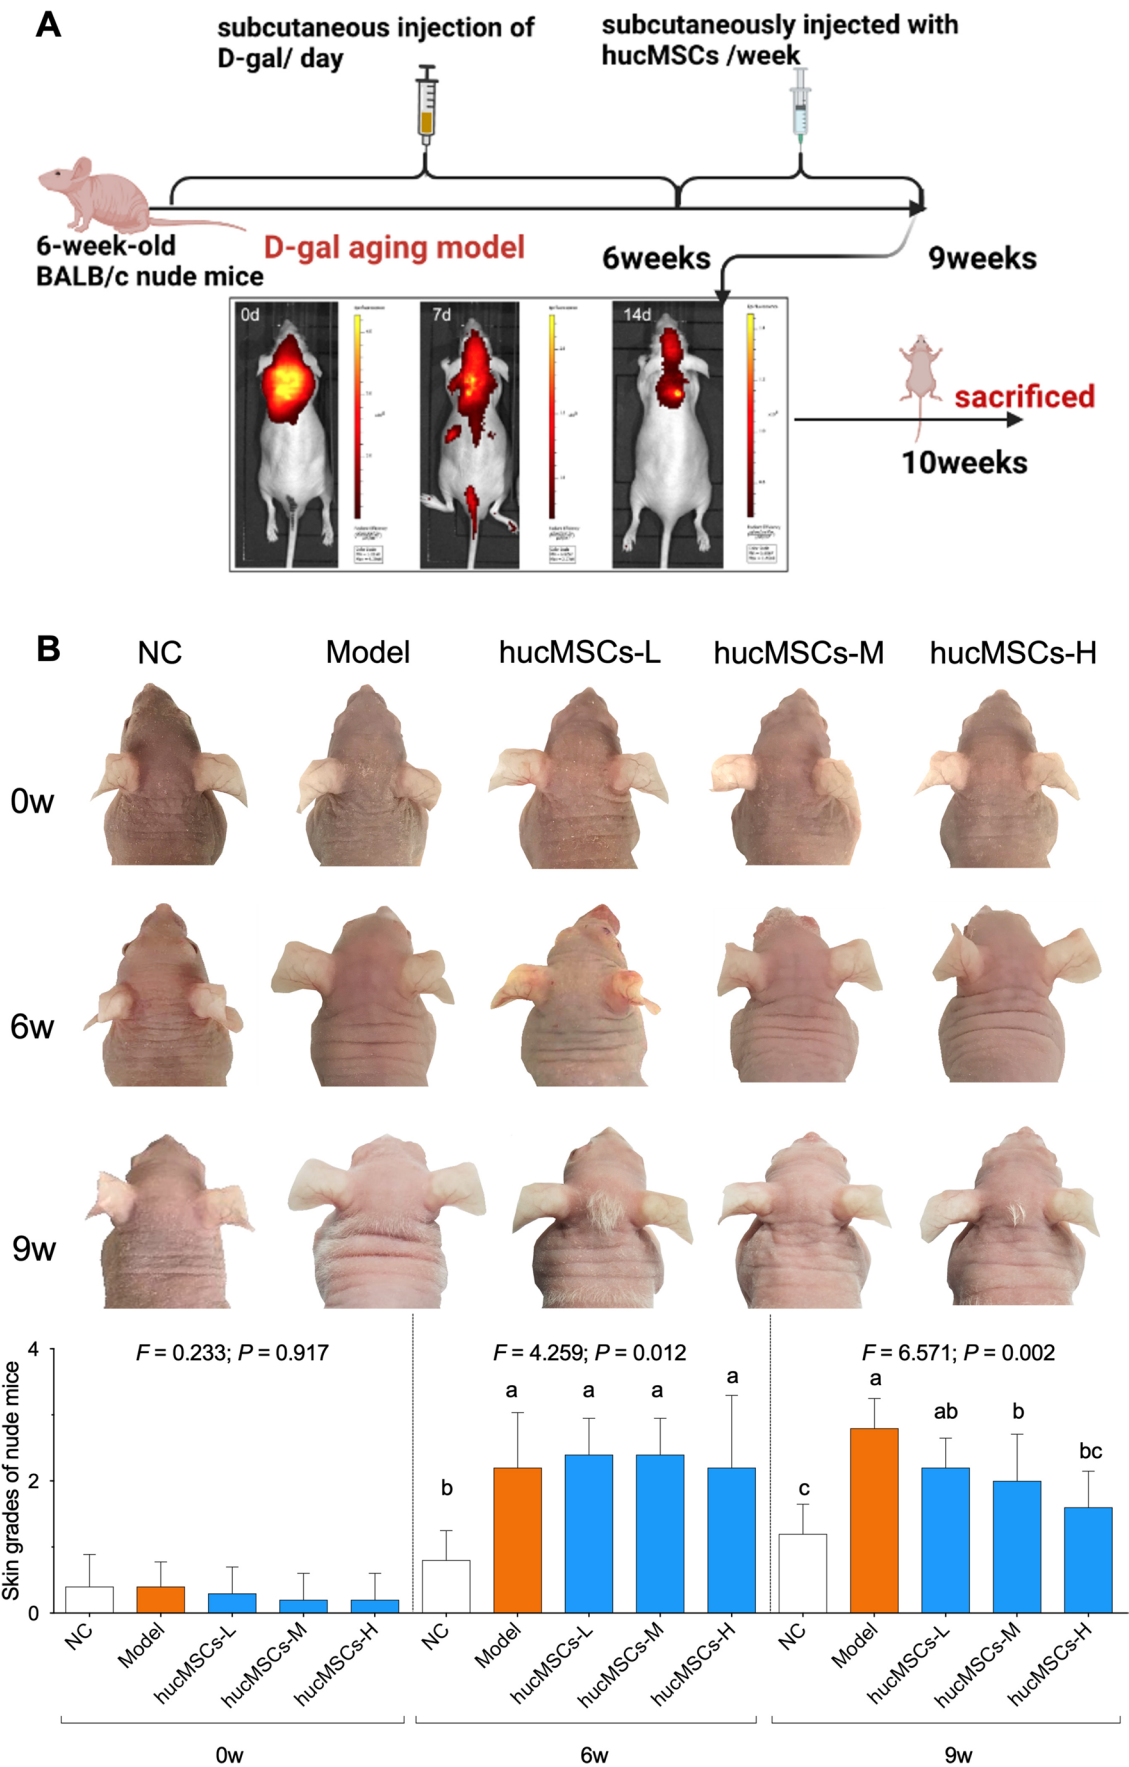 A
subcutaneous injection of
D-gal/ day
subcutaneously injected with
hucMSCs /week
6-week-old
BALB/c nude mice
D-gal aging model
6weeks
9weeks
0d
7d
14d
sacrificed
10weeks
B
NC Model hucMSCs-L hucMSCs-M hucMSCs-H
0w
6w
9w
Skin grades of nude mice
4
2
0
F = 0.233; P = 0.917
F = 4.259; P = 0.012
F = 6.571; P = 0.002
b a a a a
c a ab b bc
NC Model hucMSCs-L hucMSCs-M hucMSCs-H NC Model hucMSCs-L hucMSCs-M hucMSCs-H NC Model hucMSCs-L hucMSCs-M hucMSCs-H
0w 6w 9w